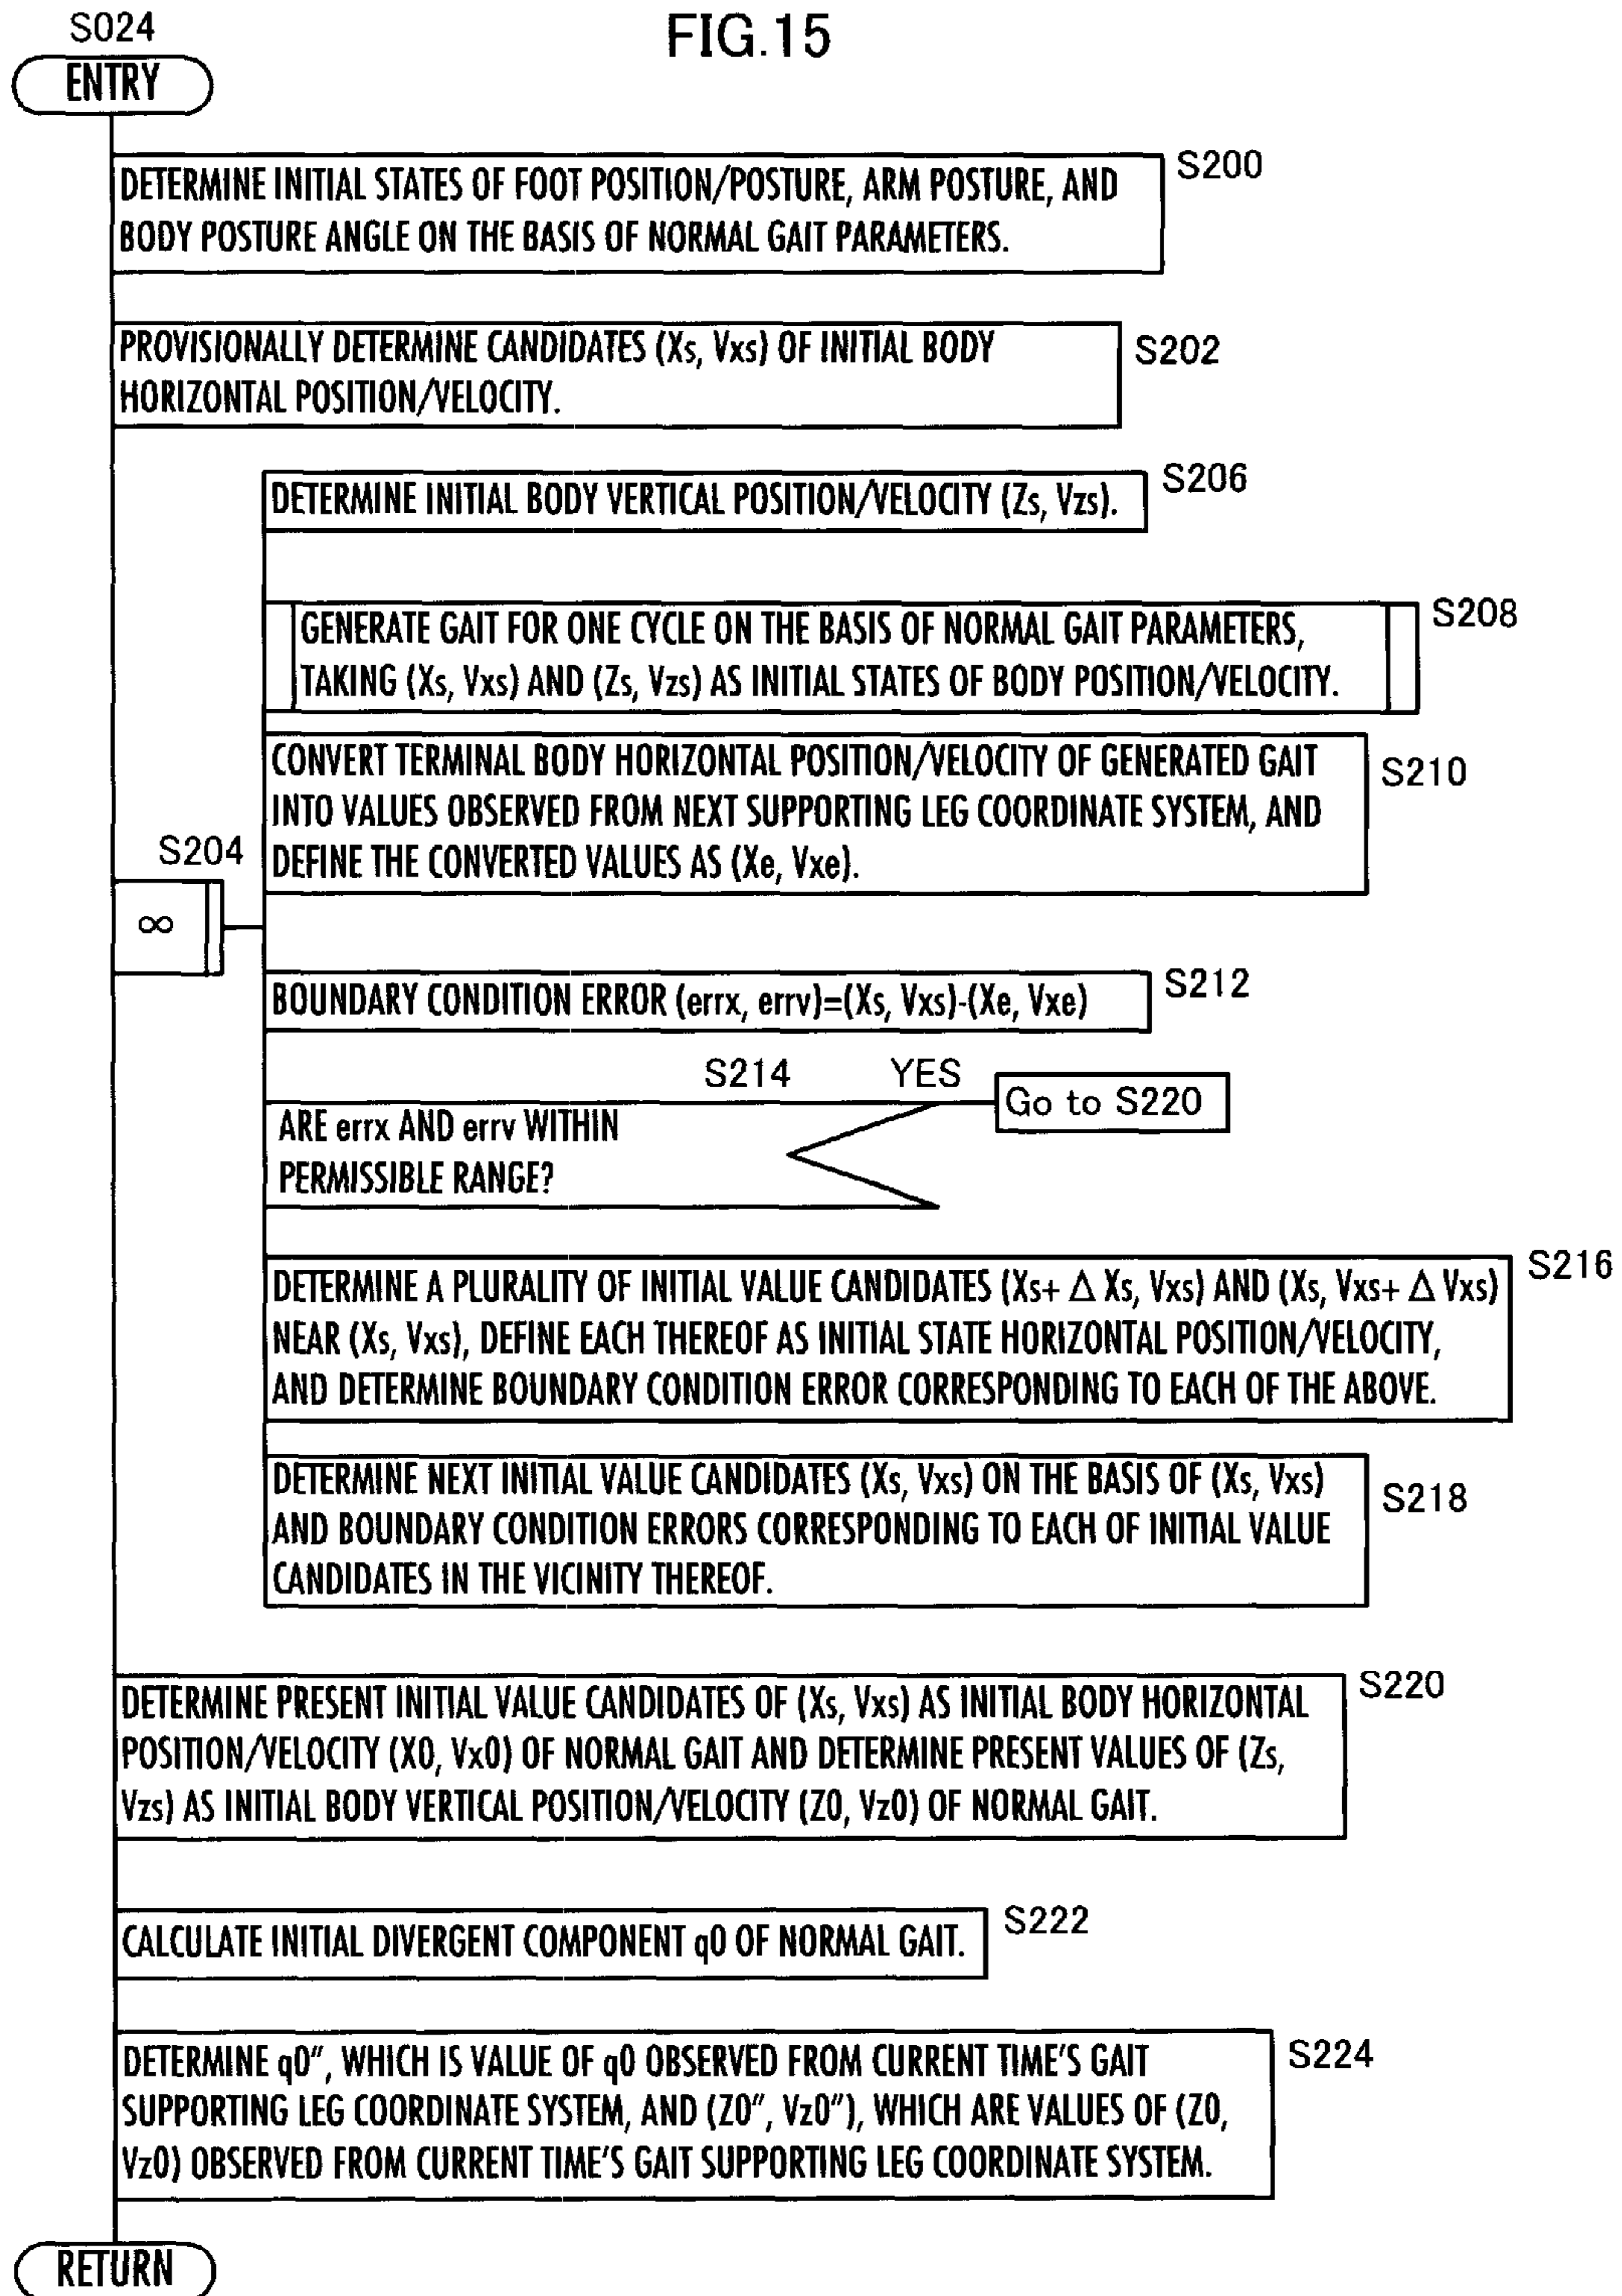 FIG.15
S024
ENTRY
S200
DETERMINE INITIAL STATES OF FOOT POSITION/POSTURE, ARM POSTURE, AND
BODY POSTURE ANGLE ON THE BASIS OF NORMAL GAIT PARAMETERS.
S202
PROVISIONALLY DETERMINE CANDIDATES (Xs, Vxs) OF INITIAL BODY
HORIZONTAL POSITION/VELOCITY.
S204
∞
S206
DETERMINE INITIAL BODY VERTICAL POSITION/VELOCITY (Zs, Vzs).
S208
GENERATE GAIT FOR ONE CYCLE ON THE BASIS OF NORMAL GAIT PARAMETERS,
TAKING (Xs, Vxs) AND (Zs, Vzs) AS INITIAL STATES OF BODY POSITION/VELOCITY.
S210
CONVERT TERMINAL BODY HORIZONTAL POSITION/VELOCITY OF GENERATED GAIT
INTO VALUES OBSERVED FROM NEXT SUPPORTING LEG COORDINATE SYSTEM, AND
DEFINE THE CONVERTED VALUES AS (Xe, Vxe).
S212
BOUNDARY CONDITION ERROR (errx, errv)=(Xs, Vxs)-(Xe, Vxe)
S214
YES
Go to S220
ARE errx AND errv WITHIN
PERMISSIBLE RANGE?
S216
DETERMINE A PLURALITY OF INITIAL VALUE CANDIDATES (Xs+ Δ Xs, Vxs) AND (Xs, Vxs+ Δ Vxs)
NEAR (Xs, Vxs), DEFINE EACH THEREOF AS INITIAL STATE HORIZONTAL POSITION/VELOCITY,
AND DETERMINE BOUNDARY CONDITION ERROR CORRESPONDING TO EACH OF THE ABOVE.
S218
DETERMINE NEXT INITIAL VALUE CANDIDATES (Xs, Vxs) ON THE BASIS OF (Xs, Vxs)
AND BOUNDARY CONDITION ERRORS CORRESPONDING TO EACH OF INITIAL VALUE
CANDIDATES IN THE VICINITY THEREOF.
S220
DETERMINE PRESENT INITIAL VALUE CANDIDATES OF (Xs, Vxs) AS INITIAL BODY HORIZONTAL
POSITION/VELOCITY (X0, Vx0) OF NORMAL GAIT AND DETERMINE PRESENT VALUES OF (Zs,
Vzs) AS INITIAL BODY VERTICAL POSITION/VELOCITY (Z0, Vz0) OF NORMAL GAIT.
S222
CALCULATE INITIAL DIVERGENT COMPONENT q0 OF NORMAL GAIT.
S224
DETERMINE q0″, WHICH IS VALUE OF q0 OBSERVED FROM CURRENT TIME'S GAIT
SUPPORTING LEG COORDINATE SYSTEM, AND (Z0″, Vz0″), WHICH ARE VALUES OF (Z0,
Vz0) OBSERVED FROM CURRENT TIME'S GAIT SUPPORTING LEG COORDINATE SYSTEM.
RETURN